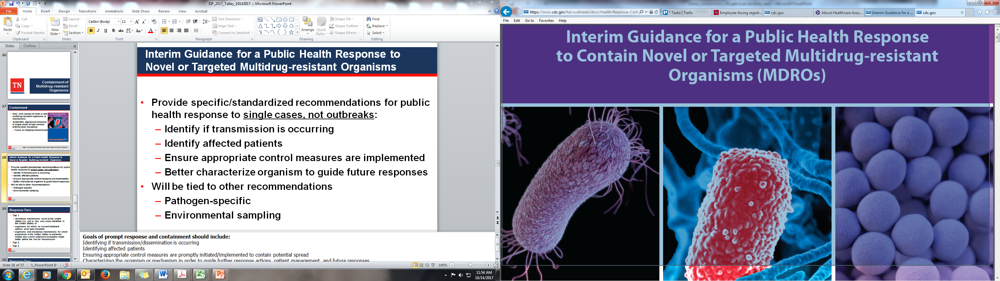 EIP_2017_Talley_10142017 - Microsoft PowerPoint
File Home Insert Design Transitions Animations Slide Show Review View Acrobat
Paste
Cut
Copy
Format Painter
Clipboard
New
Slide
Layout
Reset
Section
Slides
Calibri (Body) 12
B I U S abc AV Aa A
Font
Text Direction
Align Text
Convert to SmartArt
Paragraph
Arrange
Quick
Styles
Shape Fill
Shape Outline
Shape Effects
Drawing
Find
Replace
Select
Editing
Slides Outline
26
TN
Containment of
Multidrug-resistant
Organisms
27
Containment
Goal: slow spread of novel or rare
multidrug-resistant organisms or
mechanisms
Systematic, aggressive response
to single cases of high concern
antimicrobial resistance
– Focus on stopping transmission
28
Interim Guidance for a Public Health Response to
Novel or Targeted Multidrug-resistant Organisms
• Provide specific/standardized recommendations for public
health response to single cases, not outbreaks:
– Identify if transmission is occurring
– Identify affected patients
– Ensure appropriate control measures are implemented
– Better characterize organism to guide future responses
• Will be tied to other recommendations
– Pathogen-specific
– Environmental sampling
29
Response Tiers
• Tier 1
– resistance mechanisms novel to the United
States (i.e., not or only very rarely identified in
the United States) or
– organisms for which no current treatment
options exist (pan-resistant)
– organisms and resistance mechanisms for which
experience in the United States is extremely
limited and a more extensive evaluation might
better define the risk for transmission
• Tier 2
• Tier 3
30
Response Tiers
Interim Guidance for a Public Health Response to
Novel or Targeted Multidrug-resistant Organisms
• Provide specific/standardized recommendations for public
health response to single cases, not outbreaks:
– Identify if transmission is occurring
– Identify affected patients
– Ensure appropriate control measures are implemented
– Better characterize organism to guide future responses
• Will be tied to other recommendations
– Pathogen-specific
– Environmental sampling
Goals of prompt response and containment should include:
Identifying if transmission/dissemination is occurring
Identifying affected patients
Ensuring appropriate control measures are promptly initiated/implemented to contain potential spread
Characterizing the organism or mechanism in order to guide further response actions, patient management, and future responses
Slide 28 of 37 "1_PowerPoint B" 100%
11:54 AM
10/14/2017
https://www.cdc.gov/hai/outbreaks/docs/Health-Response-Cont
* Tasks | Trello
Employee-facing registr...
cdc.gov
About Healthcare Asso...
Interim Guidance for a ...
cdc.gov
File Edit Go to Favorites Help
Interim Guidance for a Public Health Response
to Contain Novel or Targeted Multidrug-resistant
Organisms (MDROs)